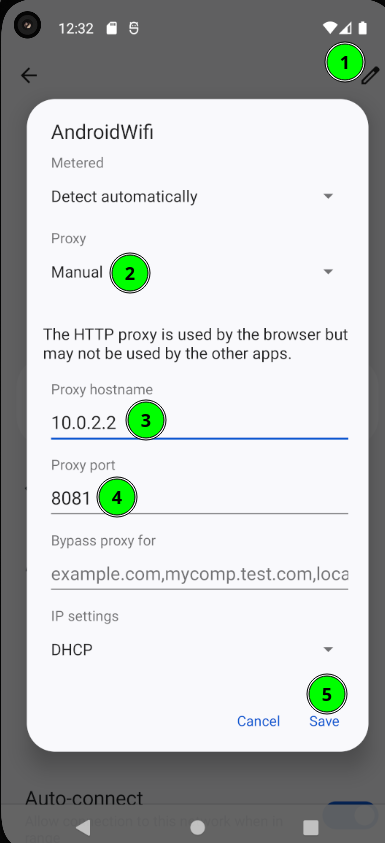 12:32
1
AndroidWifi
Metered
Detect automatically
Proxy
Manual 2
The HTTP proxy is used by the browser but
may not be used by the other apps.
Proxy hostname
10.0.2.2 3
Proxy port
8081 4
Bypass proxy for
example.com,mycomp.test.com,loca
IP settings
DHCP
5
Cancel Save
Auto-connect